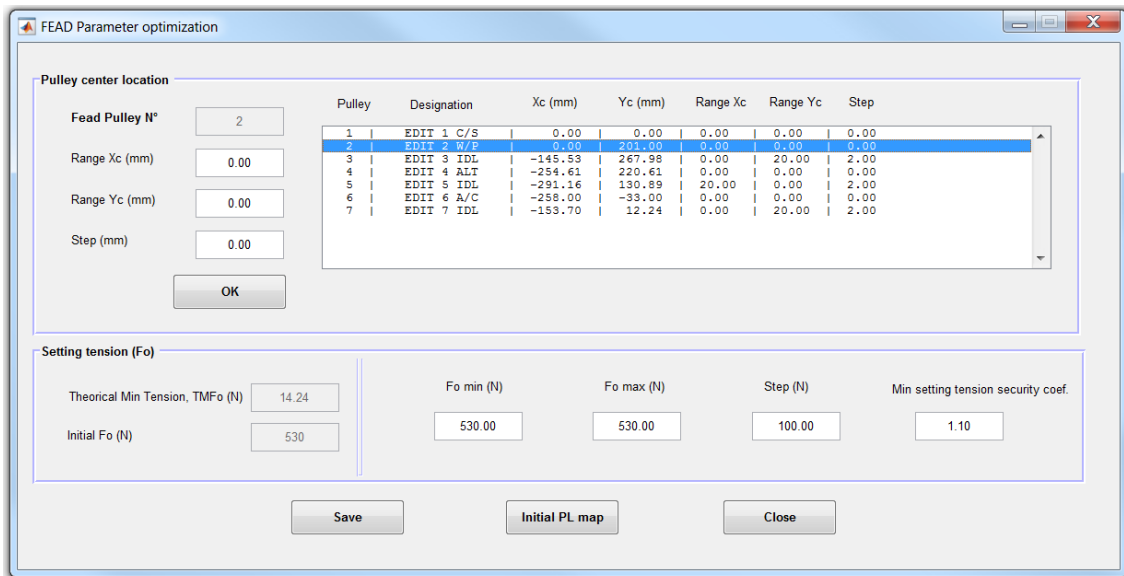 FEAD Parameter optimization
Pulley center location
Fead Pulley N° 2
Range Xc (mm) 0.00
Range Yc (mm) 0.00
Step (mm) 0.00
OK
Pulley Designation Xc (mm) Yc (mm) Range Xc Range Yc Step
1 | EDIT 1 C/S | 0.00 | 0.00 | 0.00 | 0.00 | 0.00
2 | EDIT 2 W/P | 0.00 | 201.00 | 0.00 | 0.00 | 0.00
3 | EDIT 3 IDL | -145.53 | 267.98 | 0.00 | 20.00 | 2.00
4 | EDIT 4 ALT | -254.61 | 220.61 | 0.00 | 0.00 | 0.00
5 | EDIT 5 IDL | -291.16 | 130.89 | 20.00 | 0.00 | 2.00
6 | EDIT 6 A/C | -258.00 | -33.00 | 0.00 | 0.00 | 0.00
7 | EDIT 7 IDL | -153.70 | 12.24 | 0.00 | 20.00 | 2.00
Setting tension (Fo)
Theorical Min Tension, TMFo (N) 14.24
Initial Fo (N) 530
Fo min (N) Fo max (N) Step (N) Min setting tension security coef.
530.00 530.00 100.00 1.10
Save Initial PL map Close